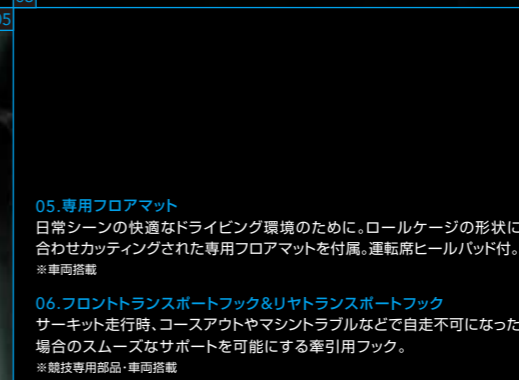 05
05.専用フロアマット
日常シーンの快適なドライビング環境のために。ロールケージの形状に
合わせカッティングされた専用フロアマットを付属。運転席ヒールパッド付。
※車両搭載
06.フロントトランスポートフック&リヤトランスポートフック
サーキット走行時、コースアウトやマシントラブルなどで自走不可になった
場合のスムーズなサポートを可能にする牽引用フック。
※競技専用部品・車両搭載